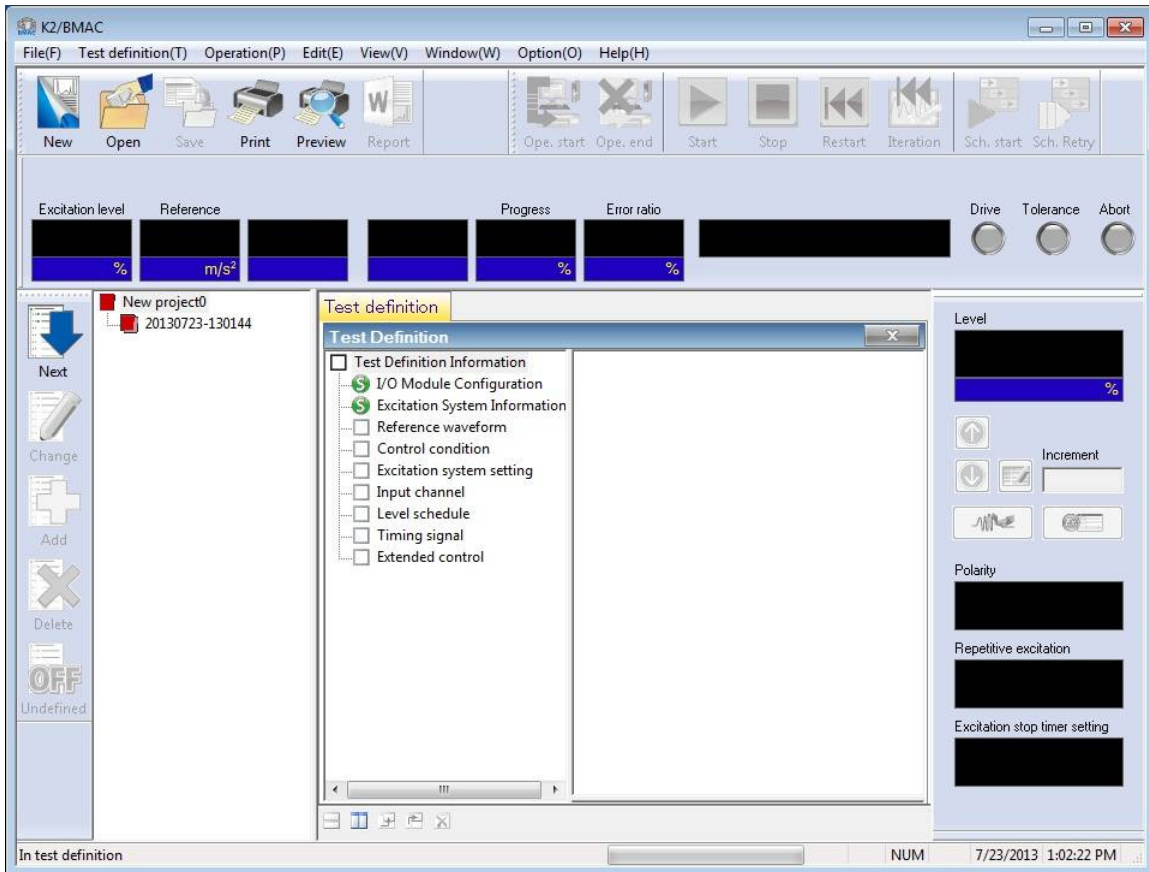 K2/BMAC
File(F) Test definition(T) Operation(P) Edit(E) View(V) Window(W) Option(O) Help(H)
New Open Save Print Preview Report Ope. start Ope. end Start Stop Restart Iteration Sch. start Sch. Retry
Excitation level Reference Progress Error ratio Drive Tolerance Abort
% m/s² % %
Next
Change
Add
Delete
OFF
Undefined
New project0
20130723-130144
Test definition
Test Definition
Test Definition Information
I/O Module Configuration
Excitation System Information
Reference waveform
Control condition
Excitation system setting
Input channel
Level schedule
Timing signal
Extended control
Level
%
Increment
Polarity
Repetitive excitation
Excitation stop timer setting
In test definition NUM 7/23/2013 1:02:22 PM